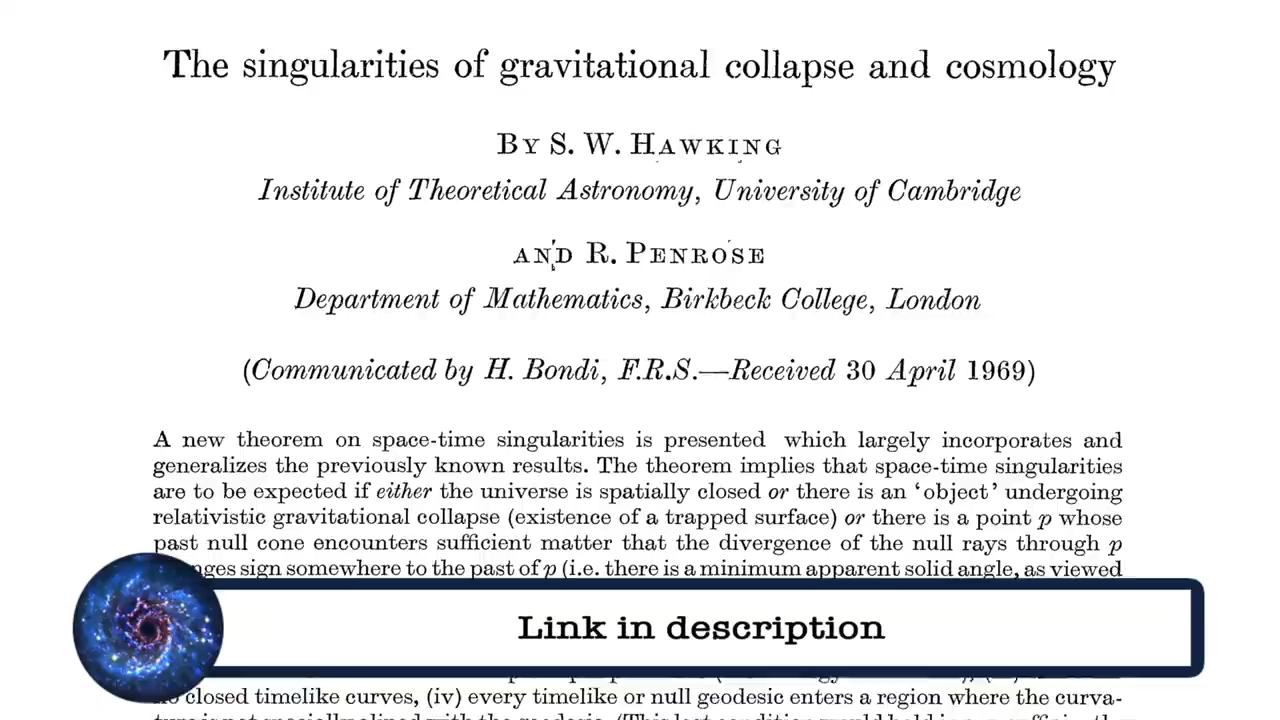 The singularities of gravitational collapse and cosmology
BY S. W. HAWKING
Institute of Theoretical Astronomy, University of Cambridge
AND R. PENROSE
Department of Mathematics, Birkbeck College, London
(Communicated by H. Bondi, F.R.S.—Received 30 April 1969)
A new theorem on space-time singularities is presented which largely incorporates and
generalizes the previously known results. The theorem implies that space-time singularities
are to be expected if either the universe is spatially closed or there is an ‘object’ undergoing
relativistic gravitational collapse (existence of a trapped surface) or there is a point p whose
past null cone encounters sufficient matter that the divergence of the null rays through p
sign somewhere to the past of p (i.e. there is a minimum apparent solid angle, as viewed
Link in description
closed timelike curves, (iv) every timelike or null geodesic enters a region where the curva-